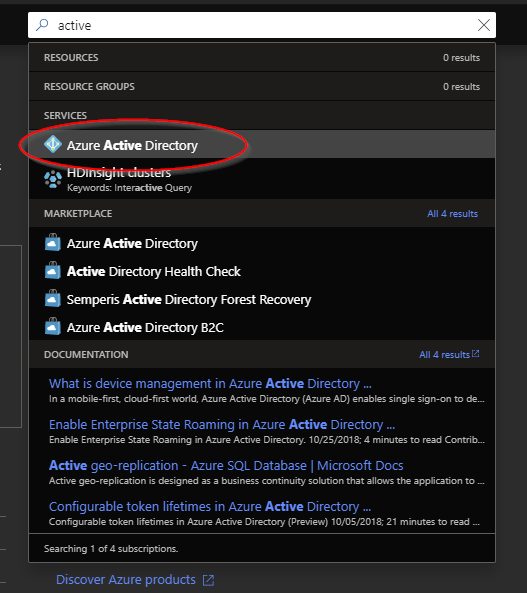 active
RESOURCES 0 results
RESOURCE GROUPS 0 results
SERVICES
Azure Active Directory
HDInsight clusters
Keywords: Interactive Query
MARKETPLACE All 4 results
Azure Active Directory
Active Directory Health Check
Semperis Active Directory Forest Recovery
Azure Active Directory B2C
DOCUMENTATION All 4 results
What is device management in Azure Active Directory ...
In a mobile-first, cloud-first world, Azure Active Directory (Azure AD) enables single sign-on to de...
Enable Enterprise State Roaming in Azure Active Directory ...
Enable Enterprise State Roaming in Azure Active Directory. 10/25/2018; 4 minutes to read Contrib...
Active geo-replication - Azure SQL Database | Microsoft Docs
Active geo-replication is designed as a business continuity solution that allows the application to ...
Configurable token lifetimes in Azure Active Directory ...
Configurable token lifetimes in Azure Active Directory (Preview) 10/05/2018; 21 minutes to read ...
Searching 1 of 4 subscriptions.
Discover Azure products